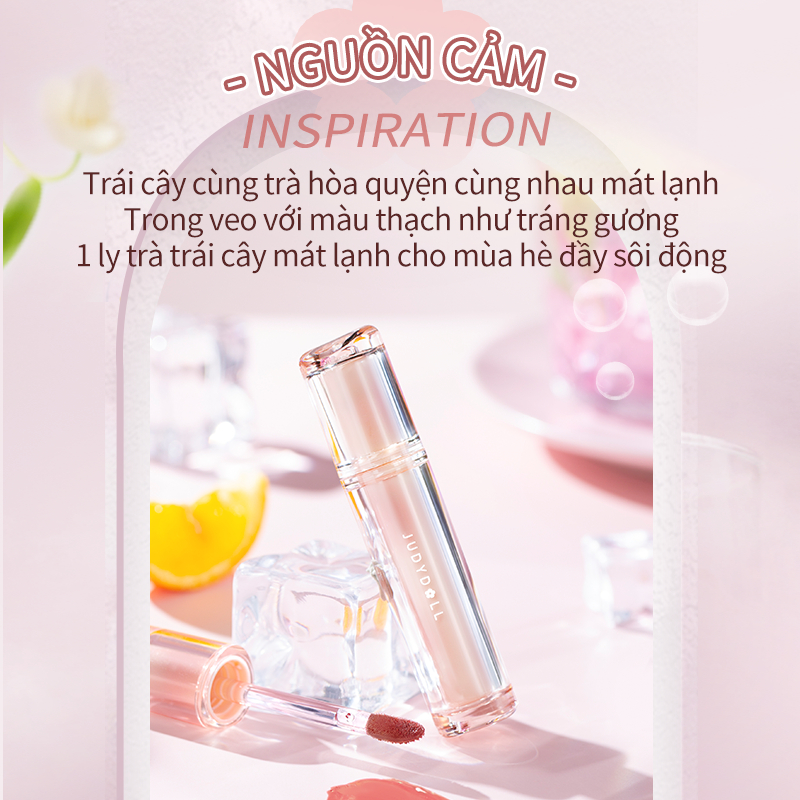 - NGUỒN CẢM -
INSPIRATION
Trái cây cùng trà hòa quyện cùng nhau mát lạnh
Trong veo với màu thạch như tráng gương
1 ly trà trái cây mát lạnh cho mùa hè đầy sôi động
JUDYDOLL